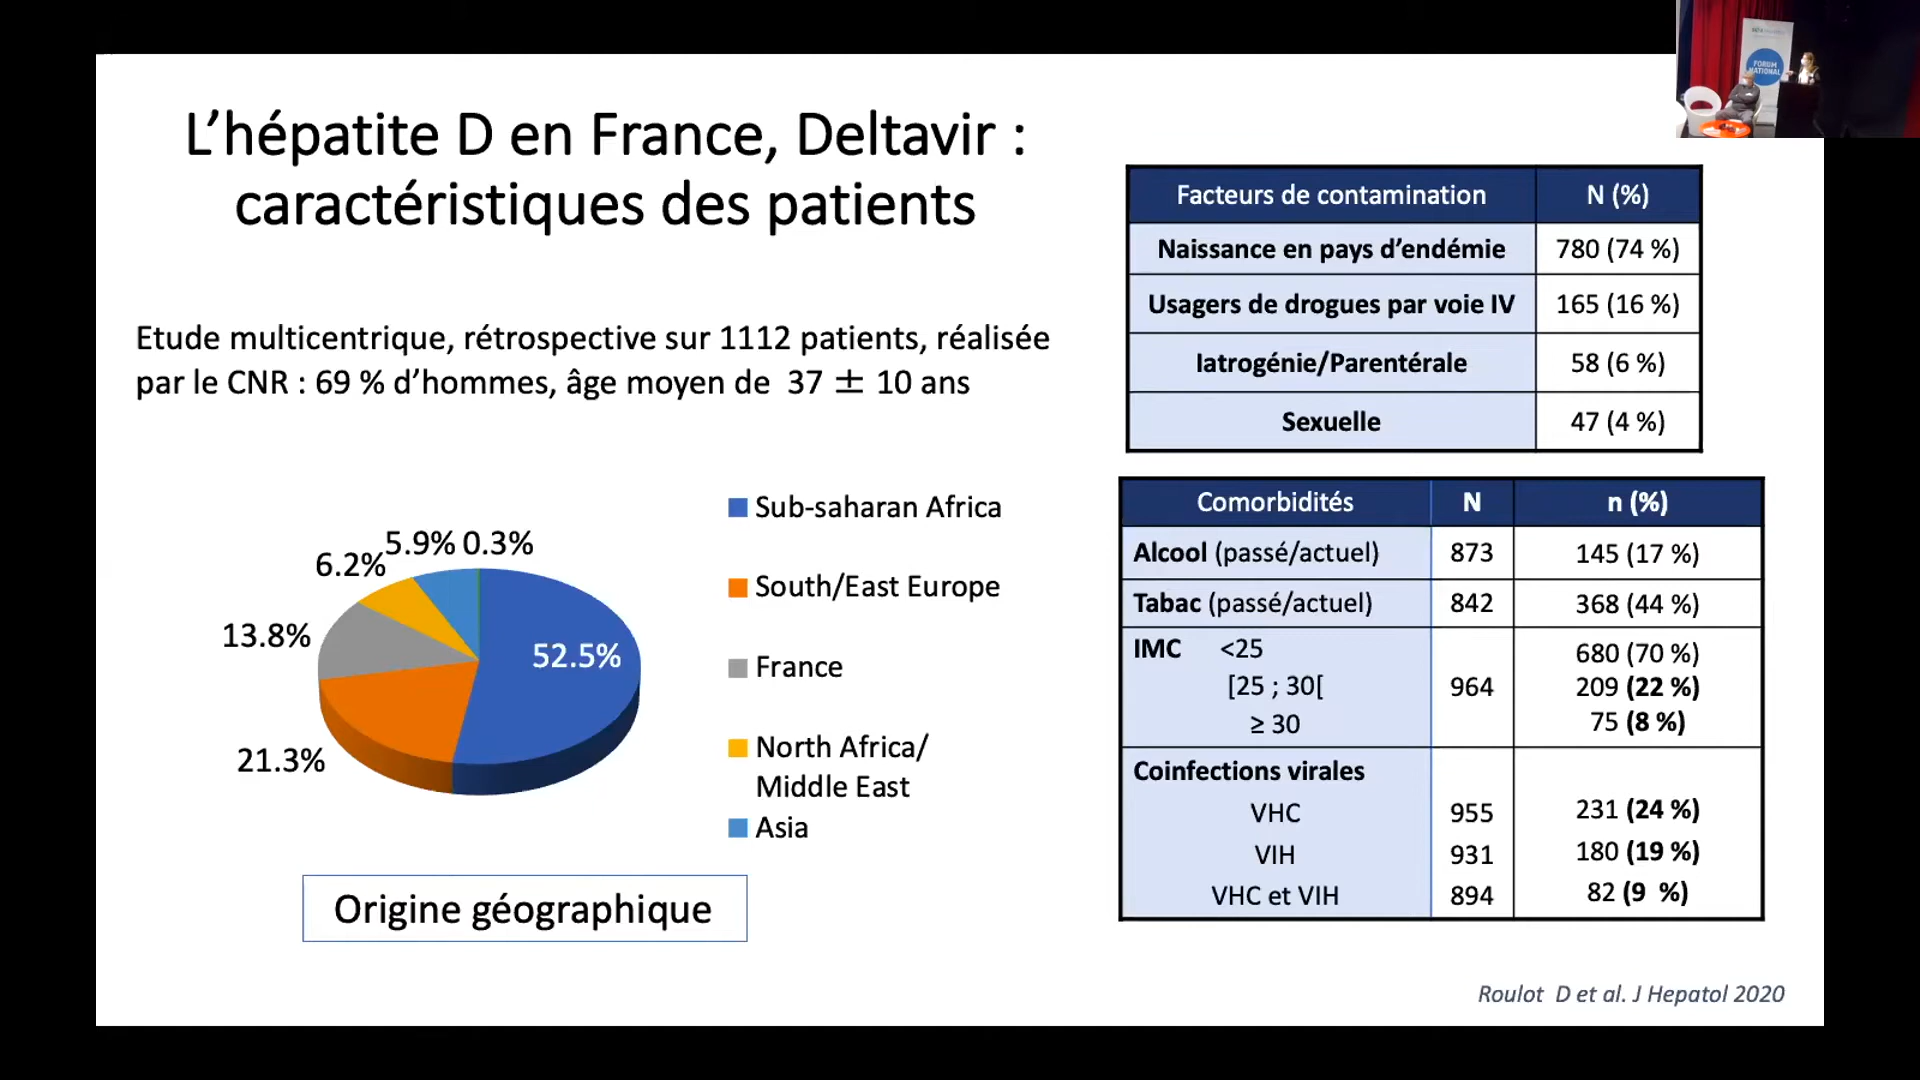 L'hépatite D en France, Deltavir :
caractéristiques des patients
Etude multicentrique, rétrospective sur 1112 patients, réalisée
par le CNR : 69 % d'hommes, âge moyen de 37 ± 10 ans
5.9% 0.3%
6.2%
13.8%
52.5%
21.3%
Sub-saharan Africa
South/East Europe
France
North Africa/
Middle East
Asia
Origine géographique
Facteurs de contamination N (%)
Naissance en pays d'endémie 780 (74 %)
Usagers de drogues par voie IV 165 (16 %)
Iatrogénie/Parentérale 58 (6 %)
Sexuelle 47 (4 %)
Comorbidités N n (%)
Alcool (passé/actuel) 873 145 (17 %)
Tabac (passé/actuel) 842 368 (44 %)
IMC <25 680 (70 %)
[25 ; 30[ 964 209 (22 %)
≥ 30 75 (8 %)
Coinfections virales
VHC 955 231 (24 %)
VIH 931 180 (19 %)
VHC et VIH 894 82 (9 %)
Roulot D et al. J Hepatol 2020
FORUM
NATIONAL